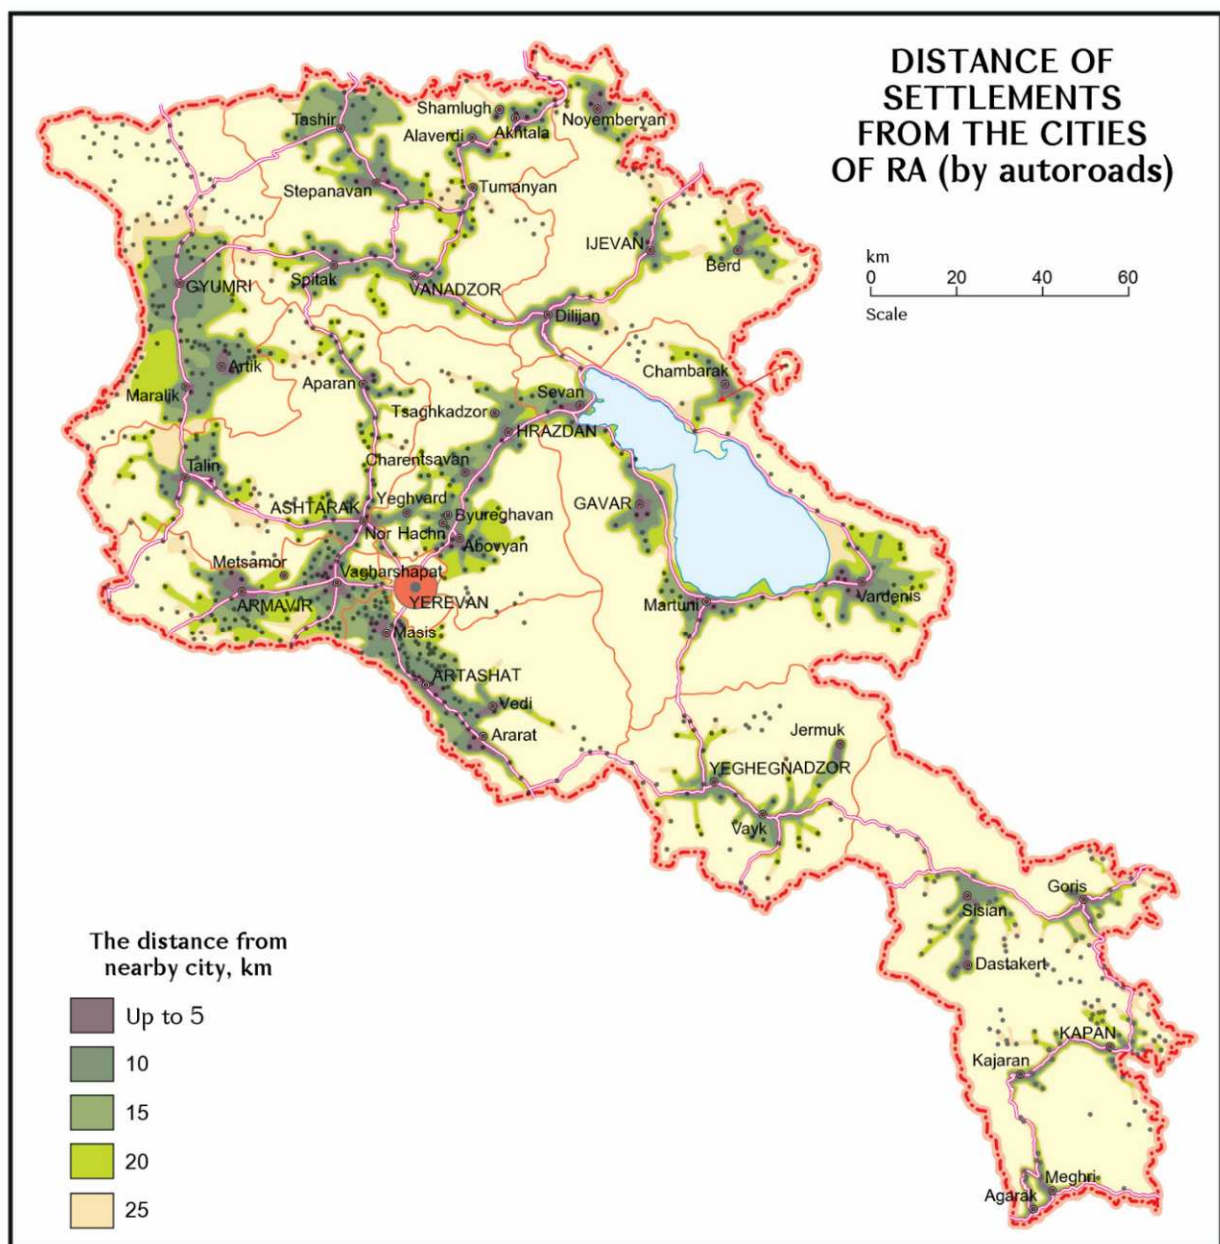 DISTANCE OF
SETTLEMENTS
FROM THE CITIES
OF RA (by autoroads)
km
0 20 40 60
Scale
Shamlugh
Akhtala
Noyemberyan
Tashir
Alaverdi
Stepanavan
Tumanyan
IJEVAN
Berd
GYUMRI
Spitak
VANADZOR
Dilijan
Artik
Maralik
Aparan
Tsaghkadzor
Sevan
Chambarak
HRAZDAN
Talin
Charentsavan
Yeghvard
GAVAR
ASHTARAK
Nor Hachn
Byureghavan
Abovyan
Metsamor
Vagharshapat
ARMAVIR
YEREVAN
Martuni
Vardenis
Masis
ARTASHAT
Vedi
Ararat
Jermuk
YEGHEGNADZOR
Vayk
Goris
Sisian
Dastakert
KAPAN
Kajaran
Meghri
Agarak
The distance from
nearby city, km
Up to 5
10
15
20
25